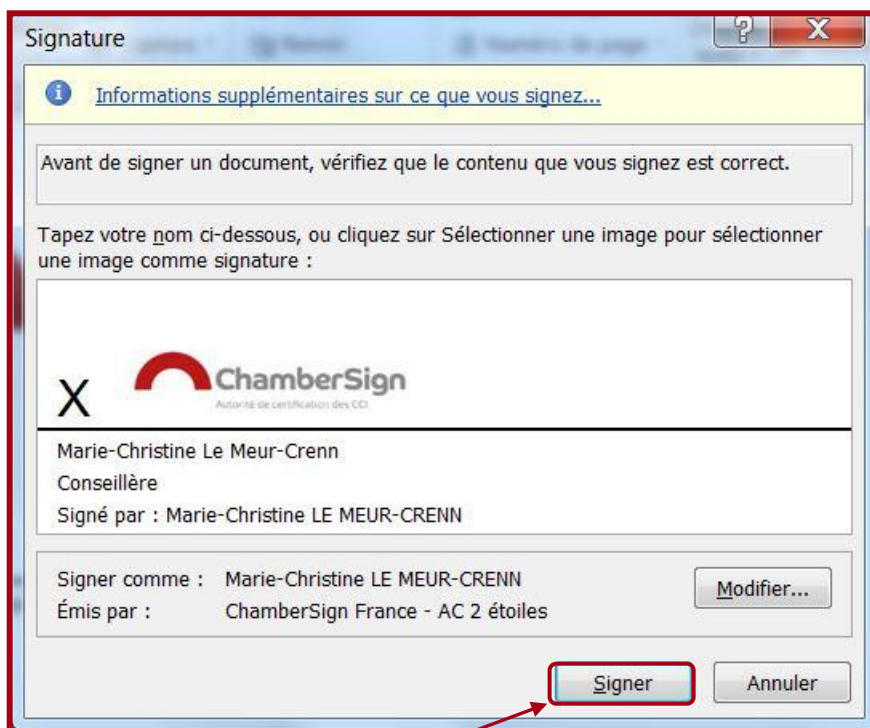 Signature
Informations supplémentaires sur ce que vous signez...
Avant de signer un document, vérifiez que le contenu que vous signez est correct.
Tapez votre nom ci-dessous, ou cliquez sur Sélectionner une image pour sélectionner
une image comme signature :
ChamberSign
Autorité de certification des CCI
X
Marie-Christine Le Meur-Crenn
Conseillère
Signé par : Marie-Christine LE MEUR-CRENN
Signer comme : Marie-Christine LE MEUR-CRENN
Modifier...
Émis par : ChamberSign France - AC 2 étoiles
Signer Annuler